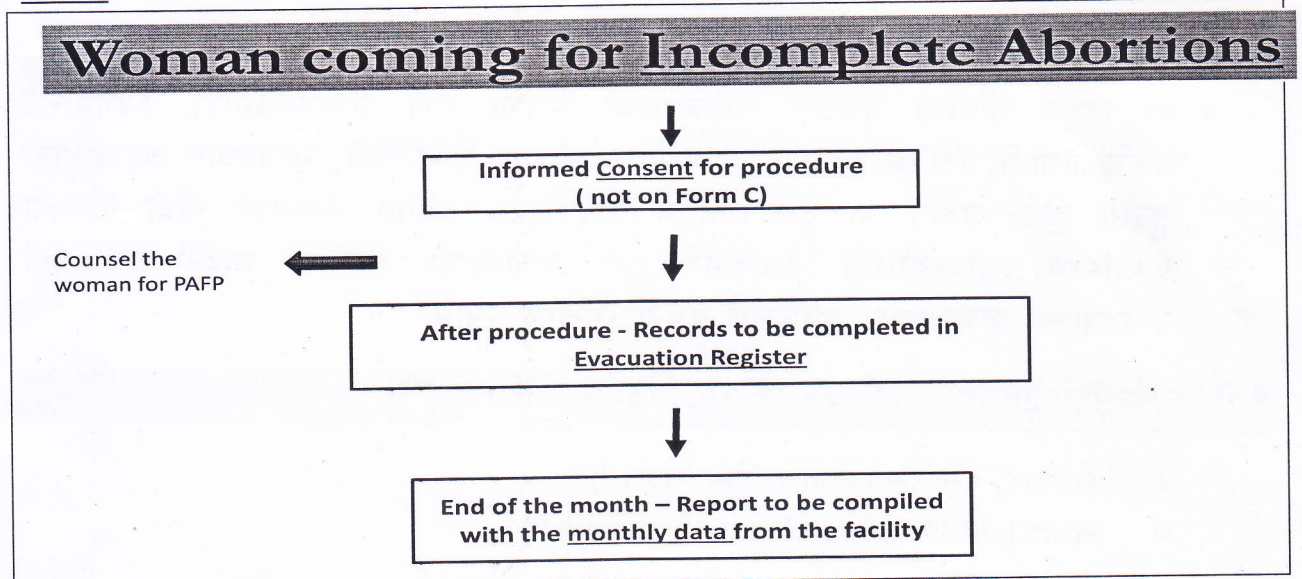 Woman coming for Incomplete Abortions
Informed Consent for procedure
( not on Form C)
Counsel the
woman for PAFP
After procedure - Records to be completed in
Evacuation Register
End of the month – Report to be compiled
with the monthly data from the facility